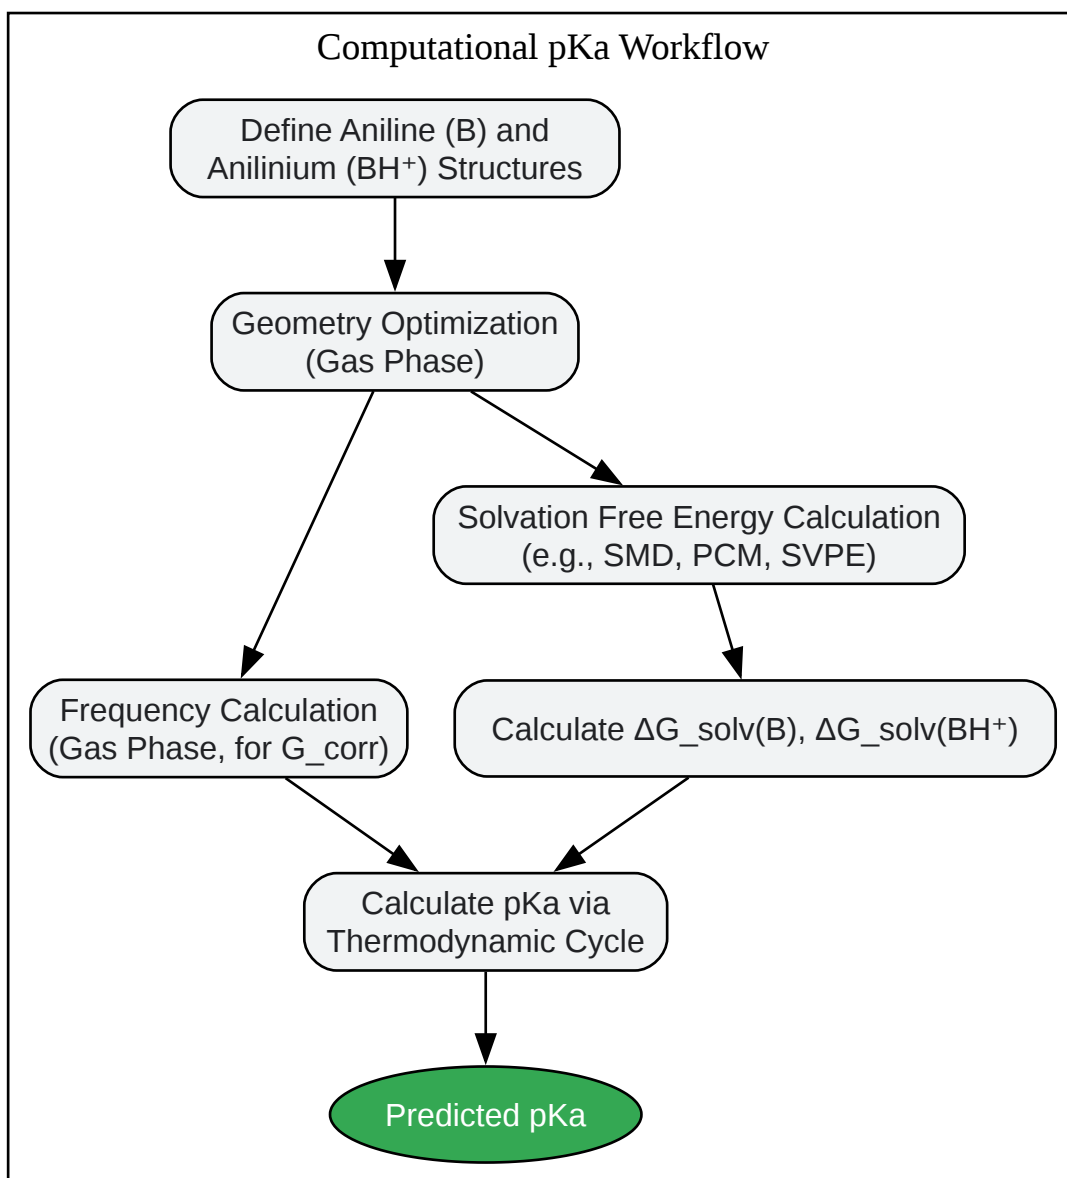 Computational pKa Workflow
Define Aniline (B) and
Anilinium (BH⁺) Structures
Geometry Optimization
(Gas Phase)
Solvation Free Energy Calculation
(e.g., SMD, PCM, SVPE)
Frequency Calculation
(Gas Phase, for G_corr)
Calculate ΔG_solv(B), ΔG_solv(BH⁺)
Calculate pKa via
Thermodynamic Cycle
Predicted pKa